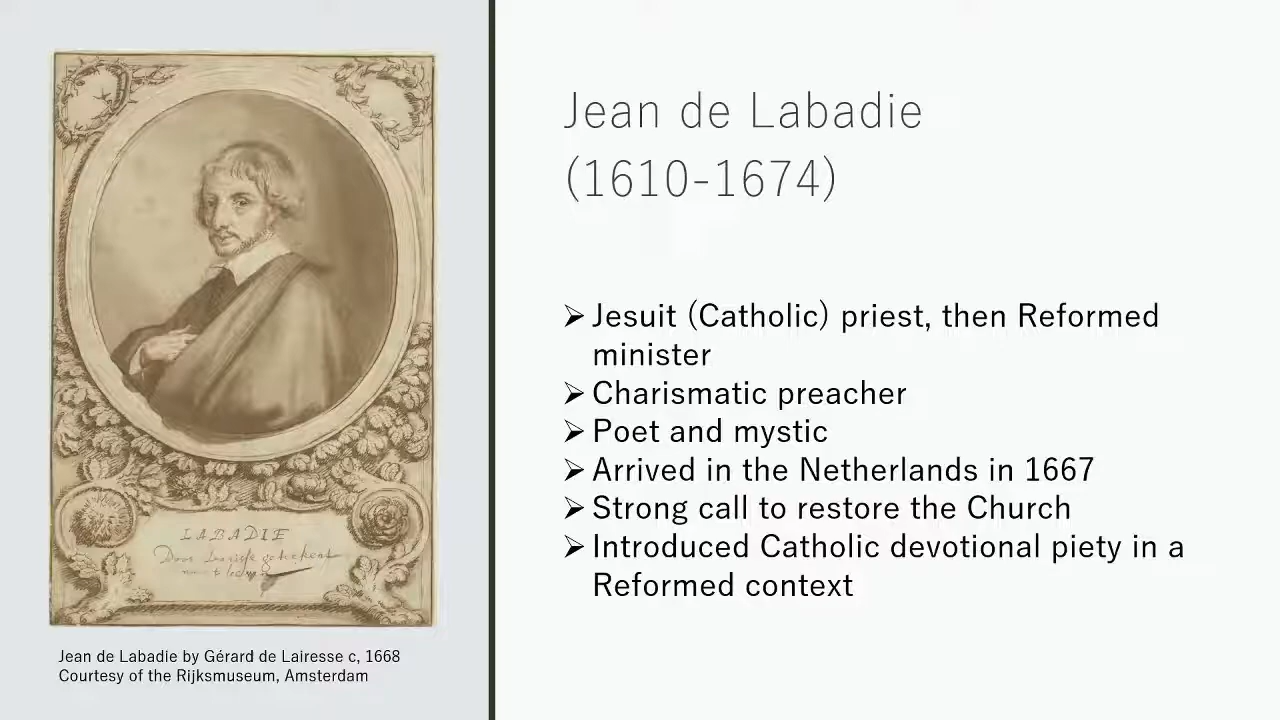 Jean de Labadie
(1610-1674)
➢ Jesuit (Catholic) priest, then Reformed
minister
➢ Charismatic preacher
➢ Poet and mystic
➢ Arrived in the Netherlands in 1667
➢ Strong call to restore the Church
➢ Introduced Catholic devotional piety in a
Reformed context
LABADIE
Door
Jean de Labadie by Gérard de Lairesse c, 1668
Courtesy of the Rijksmuseum, Amsterdam